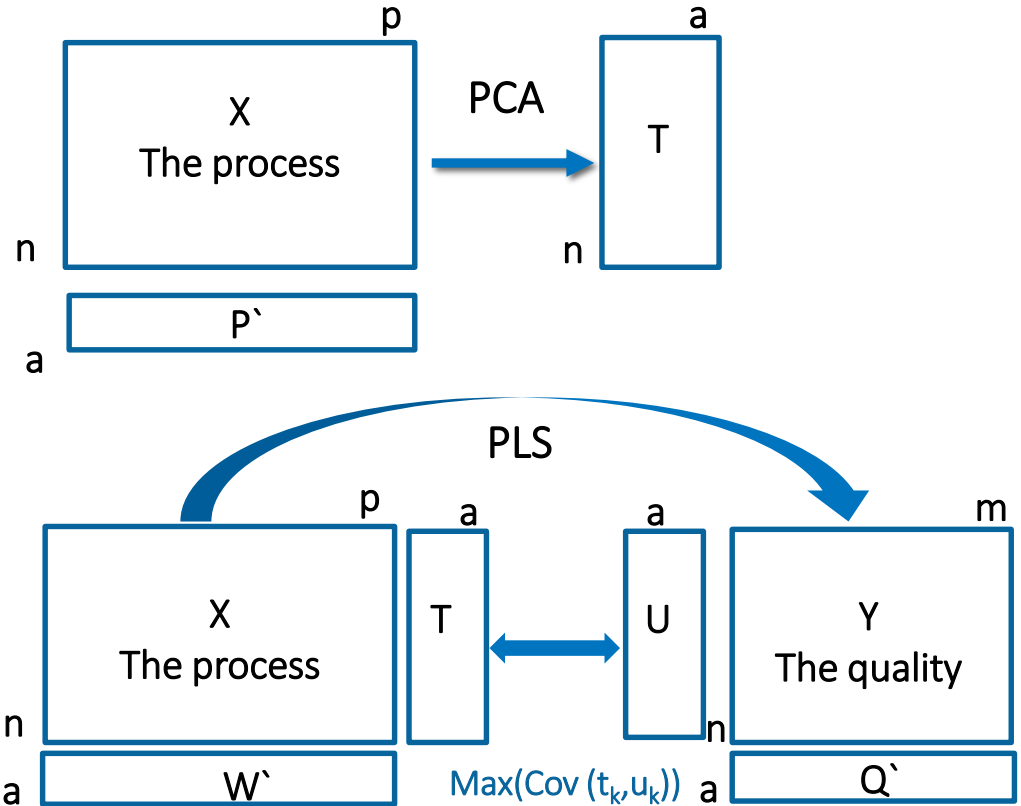 p
a
X
The process
PCA
T
n
n
P`
a
PLS
p
a
a
m
X
The process
T
U
Y
The quality
n
n
a
W`
Max(Cov (tk,uk))
a
Q`